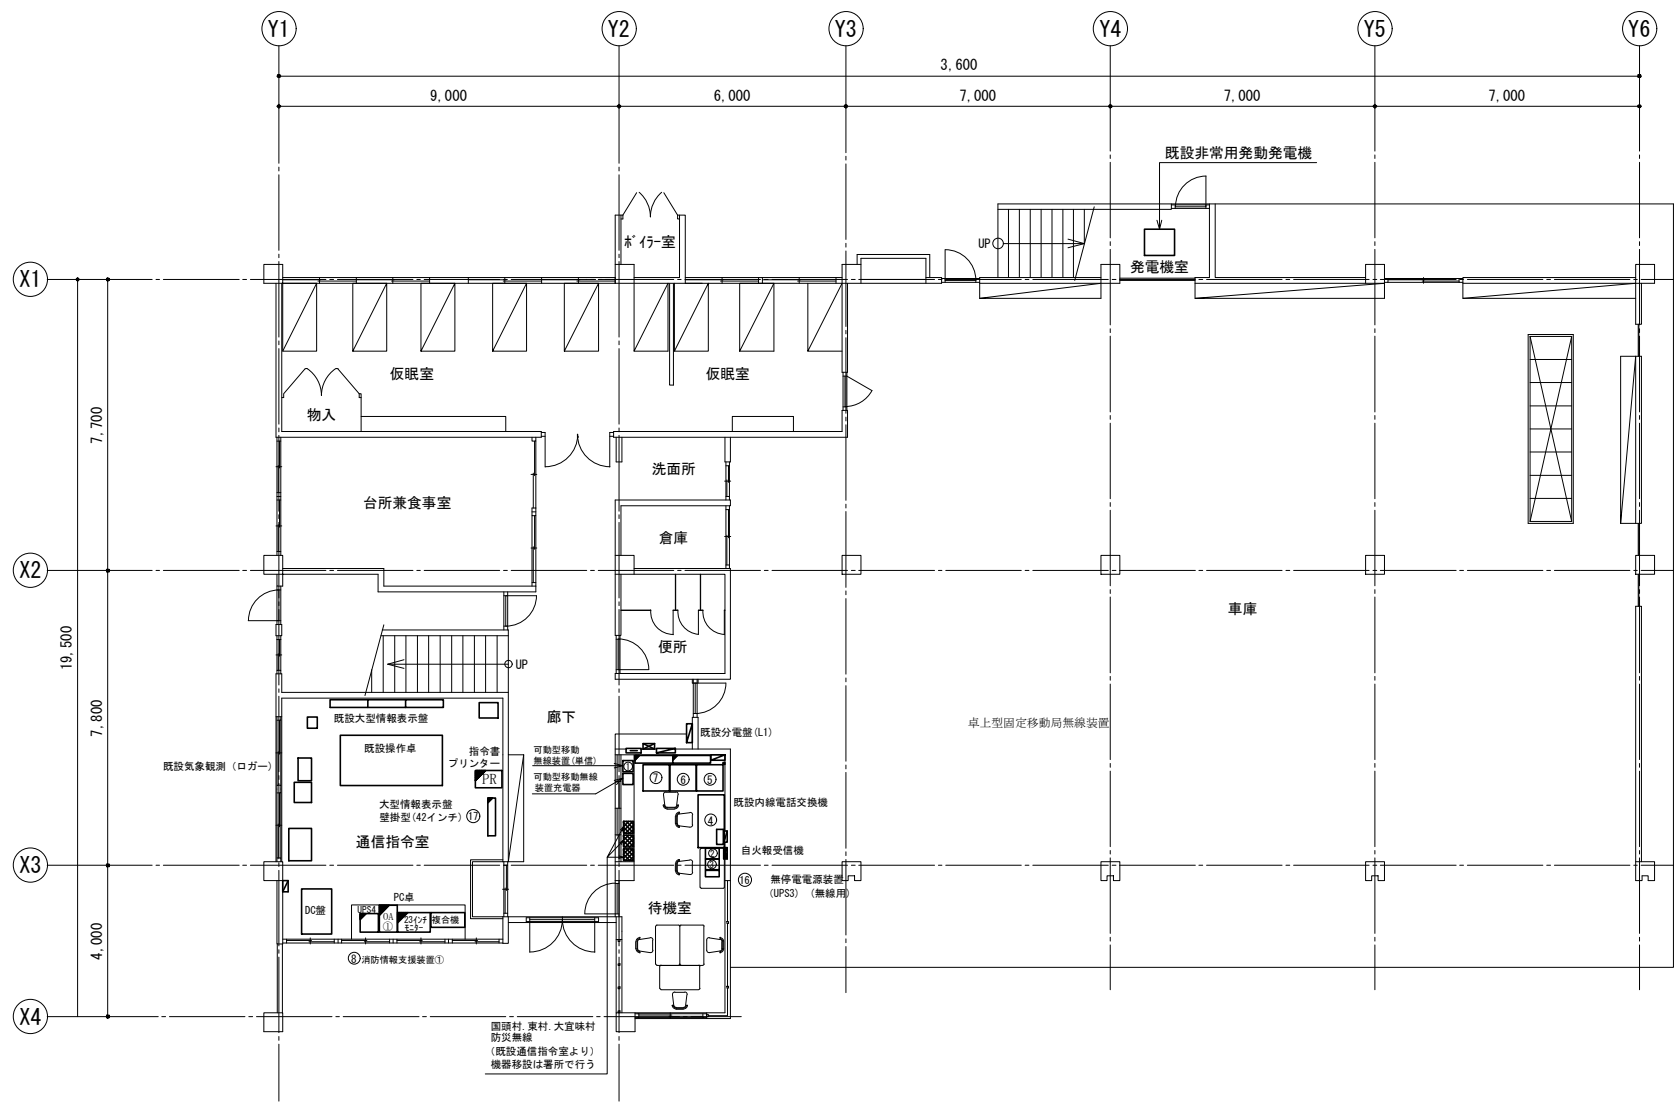 Y1
Y2
Y3
Y4
Y5
Y6
3,600
9,000
6,000
7,000
7,000
7,000
既設非常用発動発電機
ﾎﾞｲﾗｰ室
UP
発電機室
X1
仮眠室
仮眠室
物入
7,700
洗面所
台所兼食事室
倉庫
X2
車庫
19,500
便所
UP
7,800
廊下
既設大型情報表示盤
卓上型固定移動局無線装置
既設分電盤(L1)
既設操作卓
指令書
プリンター
PR
既設気象観測（ロガー）
可動型移動
無線装置(単信)
①
可動型移動無線
装置充電器
⑦
⑥
⑤
大型情報表示盤
壁掛型(42インチ)
⑰
既設内線電話交換機
④
通信指令室
自火報受信機
②
③
X3
⑯
無停電電源装置
(UPS3) （無線用）
PC卓
DC盤
UPS4
OA
①
23インチ
モニター
複合機
待機室
4,000
⑧消防情報支援装置①
X4
国頭村．東村．大宜味村
防災無線
(既設通信指令室より)
機器移設は署所で行う